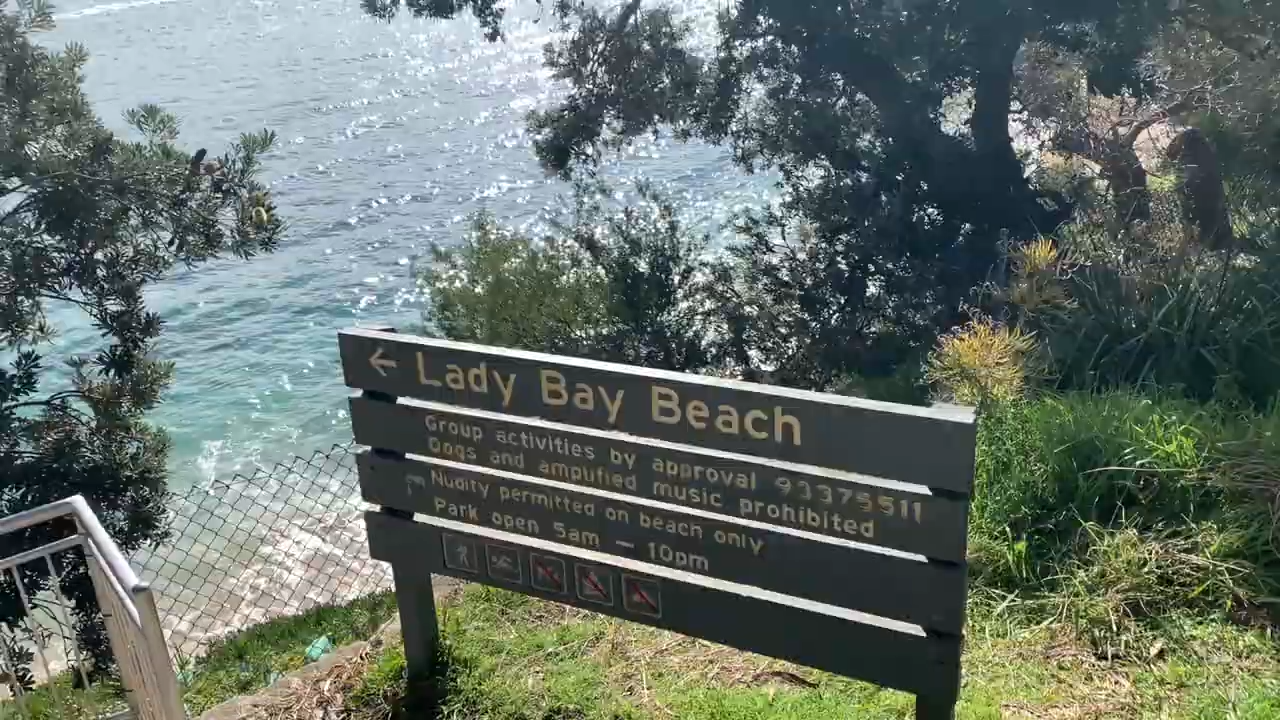 ← Lady Bay Beach
Group activities by approval 93375511
Dogs and amplified music prohibited
Nudity permitted on beach only
Park open 5am – 10pm